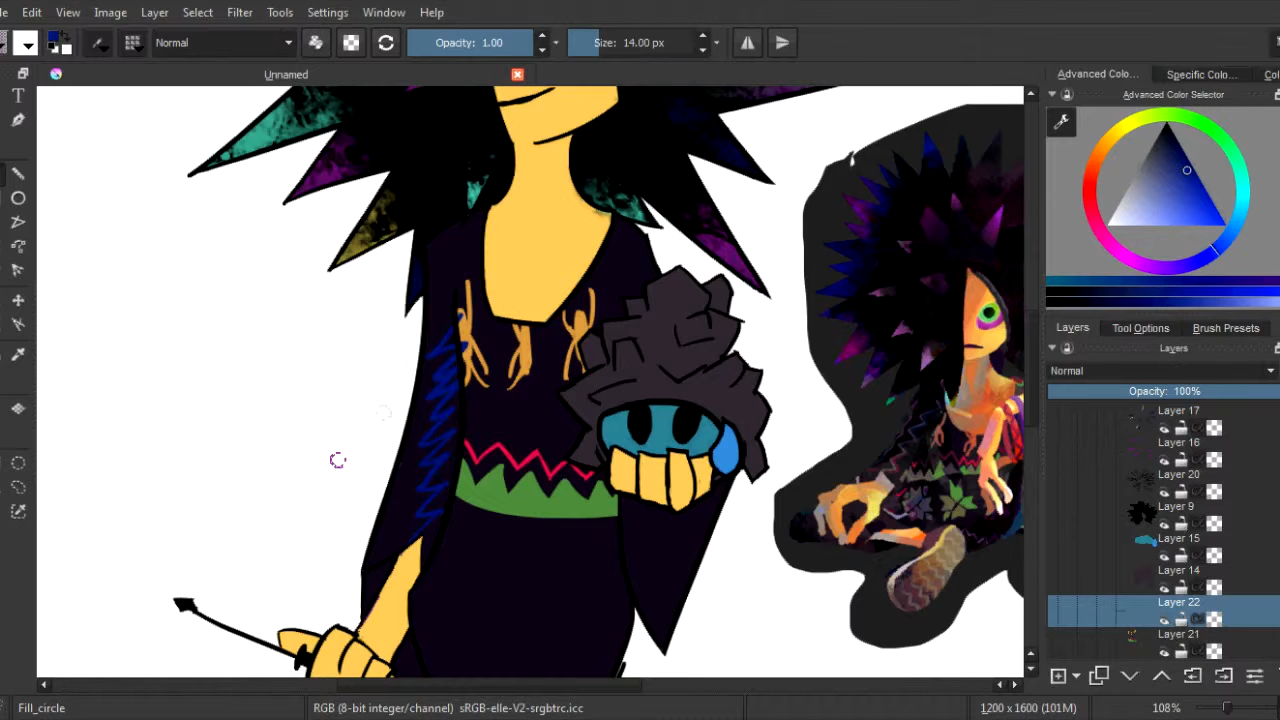 Edit View Image Layer Select Filter Tools Settings Window Help
Normal Opacity: 1.00 Size: 14.00 px
Unnamed
Advanced Colo... Specific Colo...
Advanced Color Selector
Layers Tool Options Brush Presets
Layers
Normal
Opacity: 100%
Layer 17
Layer 16
Layer 20
Layer 9
Layer 15
Layer 14
Layer 22
Layer 21
Fill_circle RGB (8-bit integer/channel) sRGB-elle-V2-srgbtrc.icc 1200 x 1600 (101M) 108%